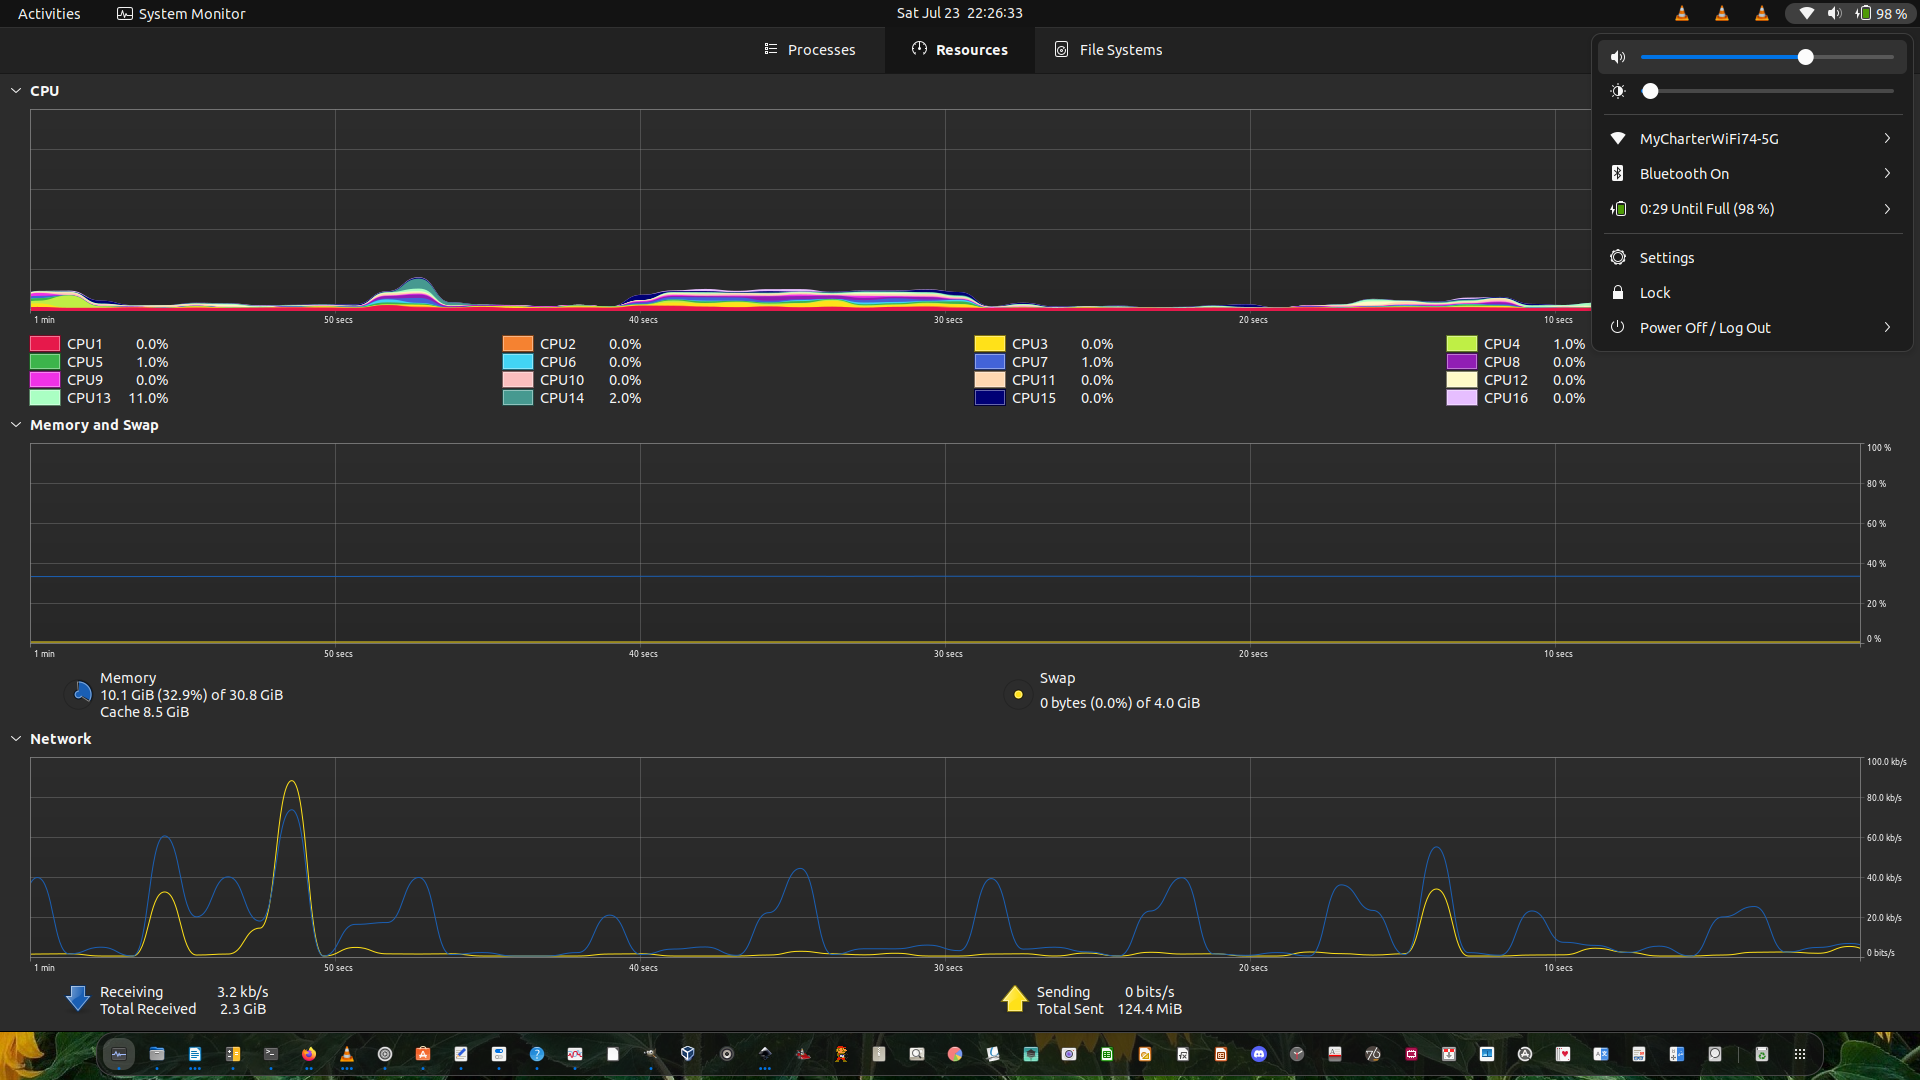 Activities
System Monitor
Sat Jul 23 22:26:33
98 %
Processes
Resources
File Systems
CPU
1 min
50 secs
40 secs
30 secs
20 secs
10 secs
CPU1 0.0%
CPU2 0.0%
CPU3 0.0%
CPU4 1.0%
CPU5 1.0%
CPU6 0.0%
CPU7 1.0%
CPU8 0.0%
CPU9 0.0%
CPU10 0.0%
CPU11 0.0%
CPU12 0.0%
CPU13 11.0%
CPU14 2.0%
CPU15 0.0%
CPU16 0.0%
MyCharterWiFi74-5G
Bluetooth On
0:29 Until Full (98 %)
Settings
Lock
Power Off / Log Out
Memory and Swap
100 %
80 %
60 %
40 %
20 %
0 %
1 min
50 secs
40 secs
30 secs
20 secs
10 secs
Memory
10.1 GiB (32.9%) of 30.8 GiB
Cache 8.5 GiB
Swap
0 bytes (0.0%) of 4.0 GiB
Network
100.0 kb/s
80.0 kb/s
60.0 kb/s
40.0 kb/s
20.0 kb/s
0 bits/s
1 min
50 secs
40 secs
30 secs
20 secs
10 secs
Receiving 3.2 kb/s
Total Received 2.3 GiB
Sending 0 bits/s
Total Sent 124.4 MiB